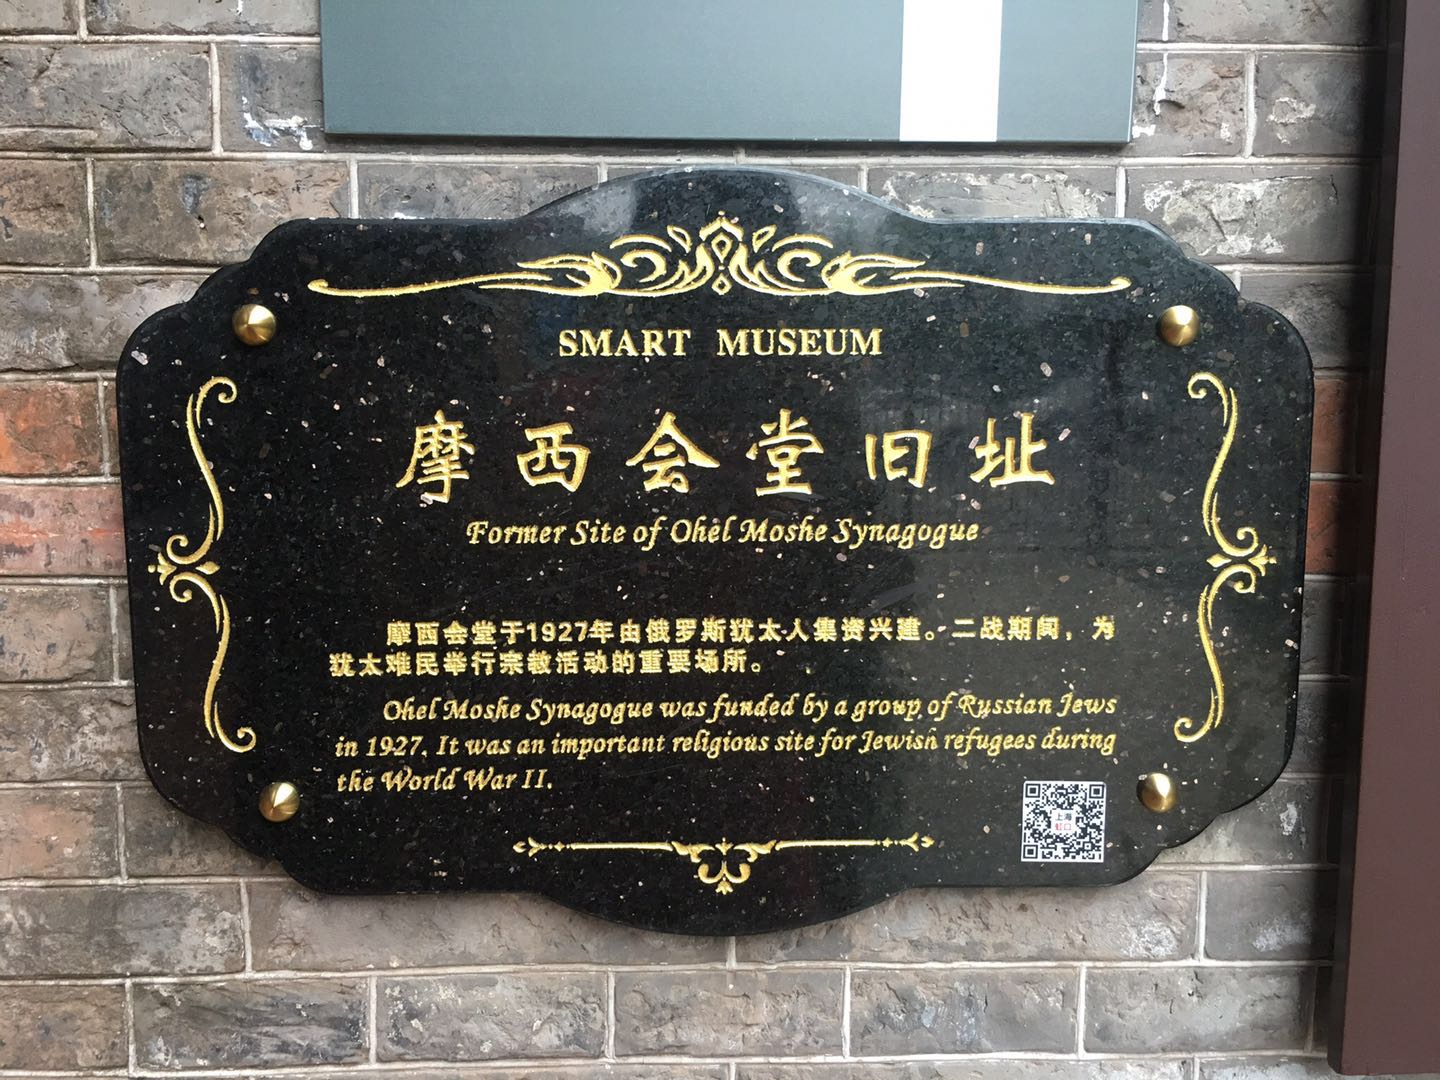 SMART MUSEUM
摩西会堂旧址
Former Site of Ohel Moshe Synagogue
摩西会堂于1927年由俄罗斯犹太人集资兴建。二战期间，为
犹太难民举行宗教活动的重要场所。
Ohel Moshe Synagogue was funded by a group of Russian Jews
in 1927. It was an important religious site for Jewish refugees during
the World War II.
上海
虹口